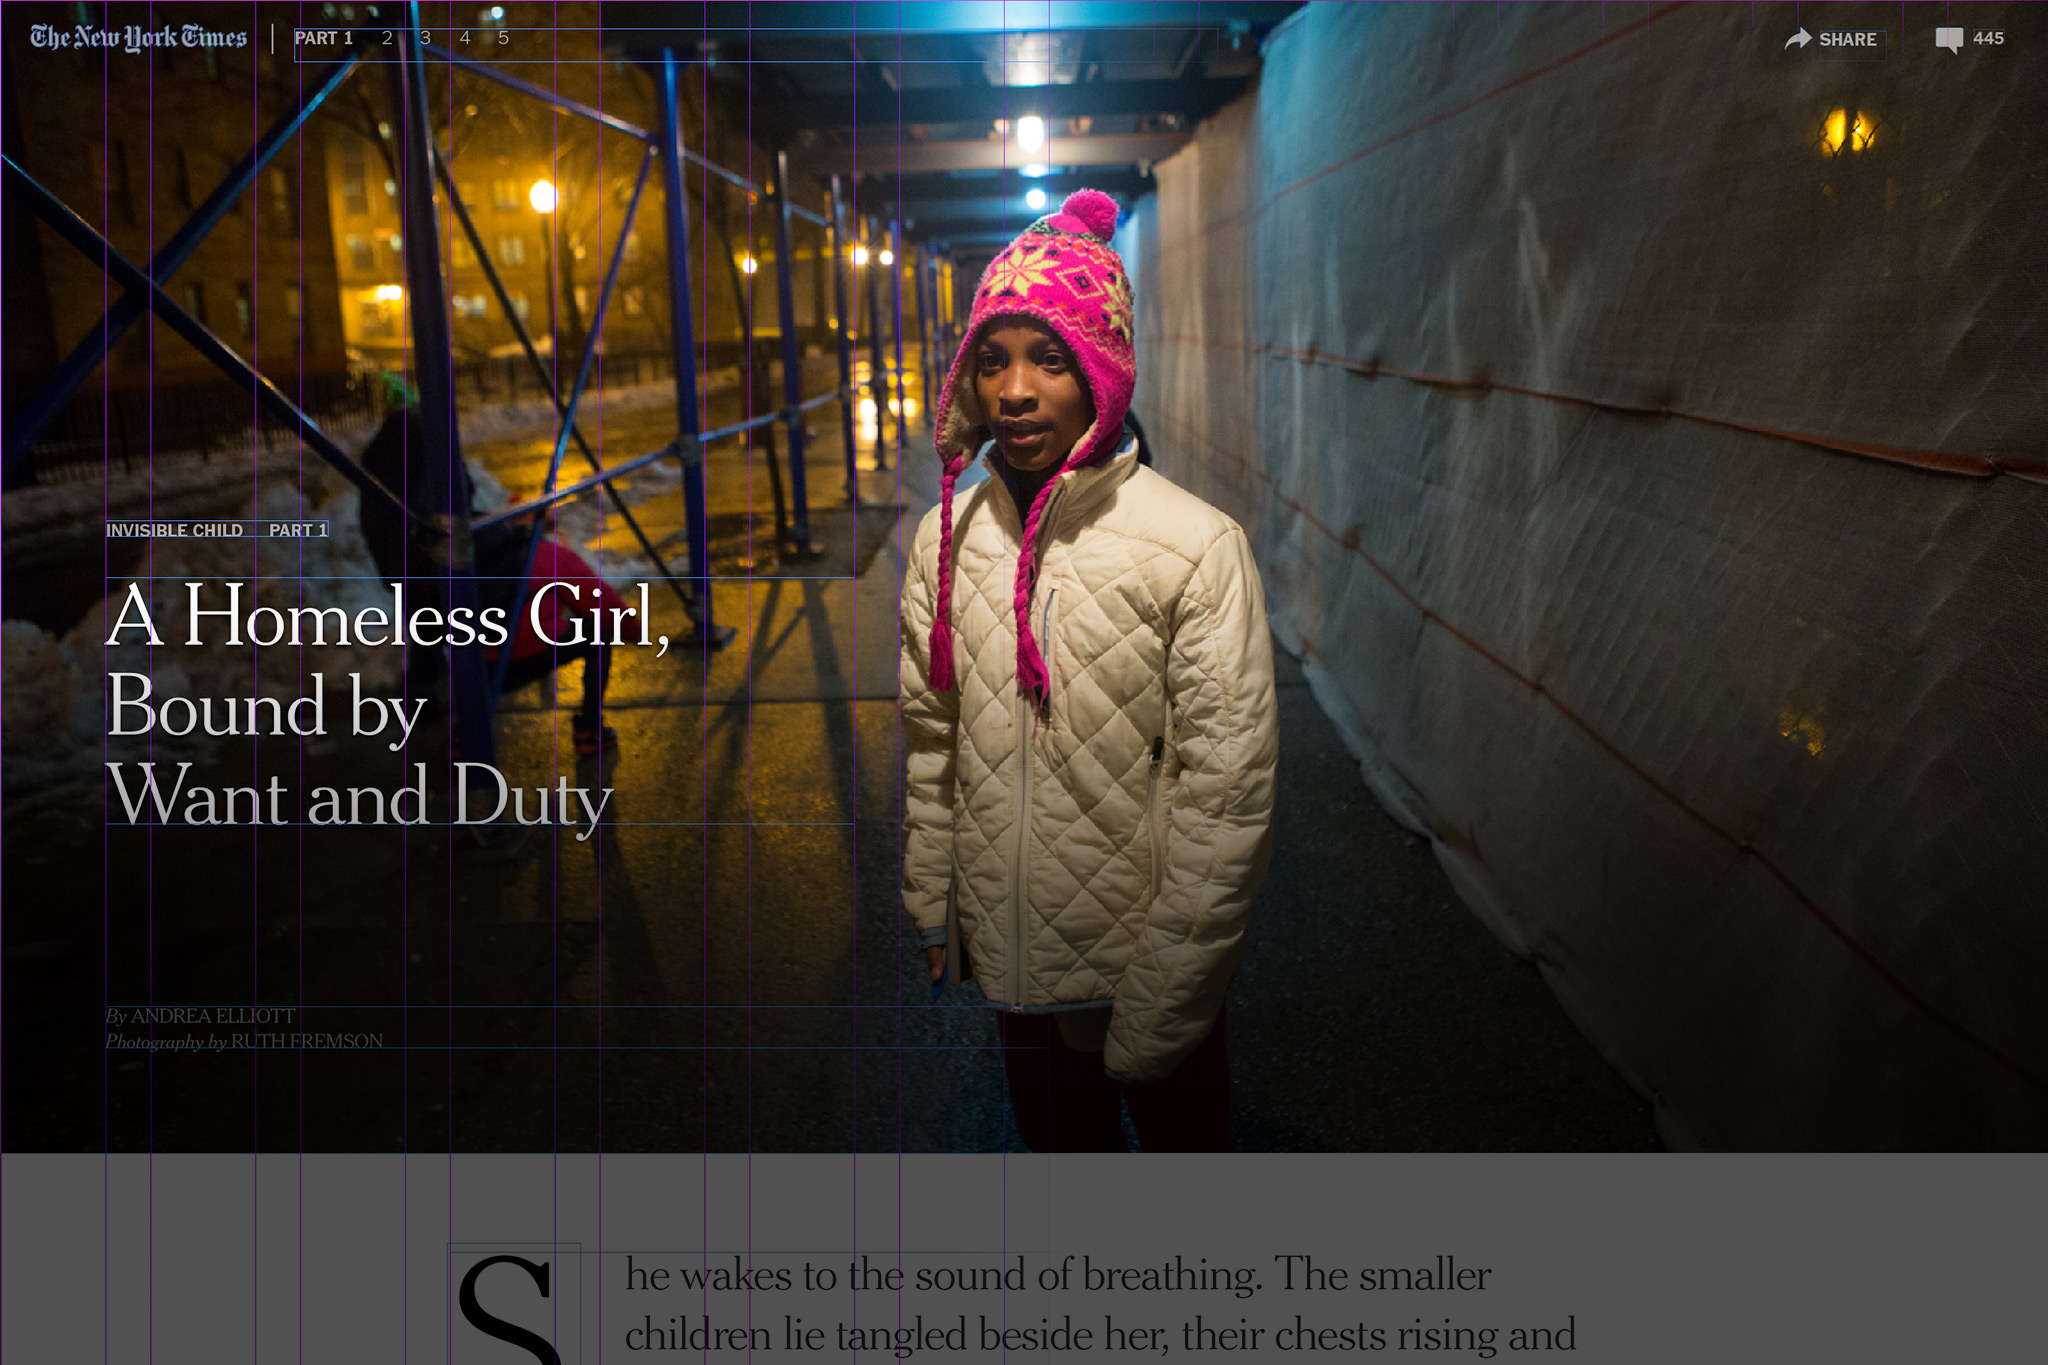 The New York Times
PART 1 2 3 4 5
SHARE
445
INVISIBLE CHILD PART 1
A Homeless Girl,
Bound by
Want and Duty
By ANDREA ELLIOTT
Photography by RUTH FREMSON
She wakes to the sound of breathing. The smaller
children lie tangled beside her, their chests rising and